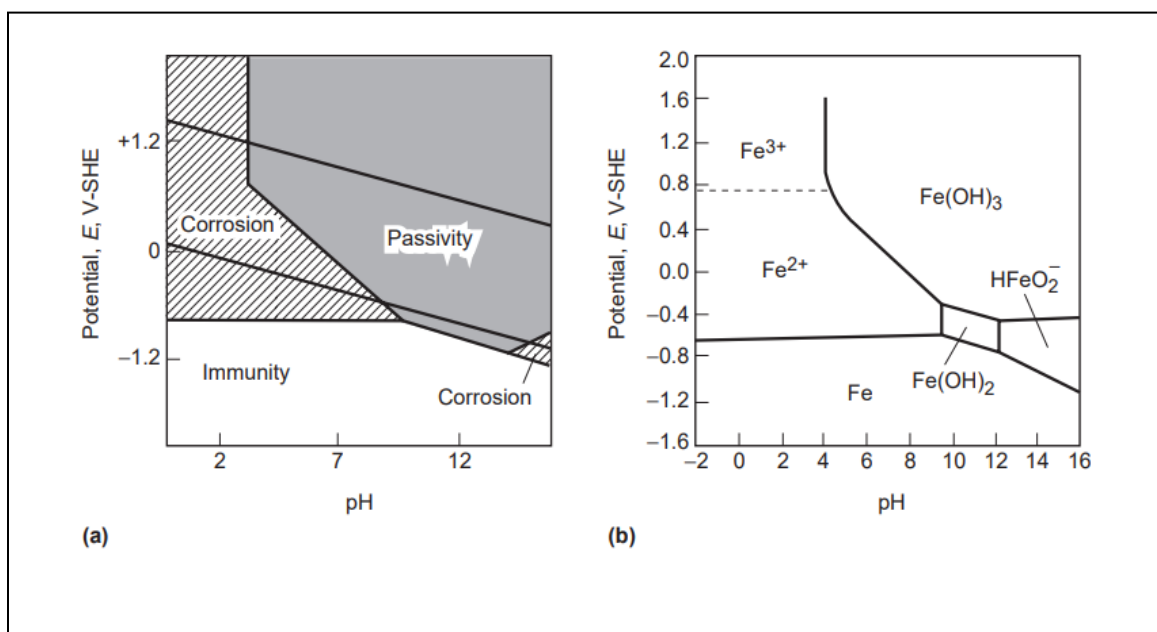 Potential, E, V-SHE
+1.2
0
−1.2
Corrosion
Passivity
Immunity
Corrosion
2 7 12
pH
(a)
Potential, E, V-SHE
2.0
1.6
1.2
0.8
0.4
0.0
−0.4
−0.8
−1.2
−1.6
Fe3+
Fe(OH)3
Fe2+
HFeO2−
Fe(OH)2
Fe
−2 0 2 4 6 8 10 12 14 16
pH
(b)